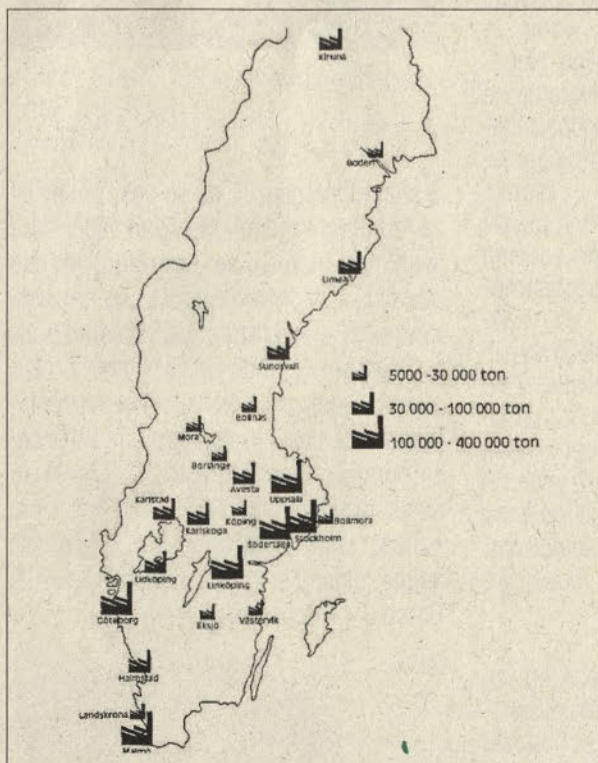 Kiruna
Boden
Umeå
Sundsvall
5000 - 30 000 ton
30 000 - 100 000 ton
100 000 - 400 000 ton
Bollnäs
Mora
Borlänge
Avesta
Uppsala
Karlstad
Karlskoga
Köping
Södertälje
Stockholm
Bollmora
Lidköping
Linköping
Göteborg
Eksjö
Västervik
Halmstad
Landskrona
Malmö